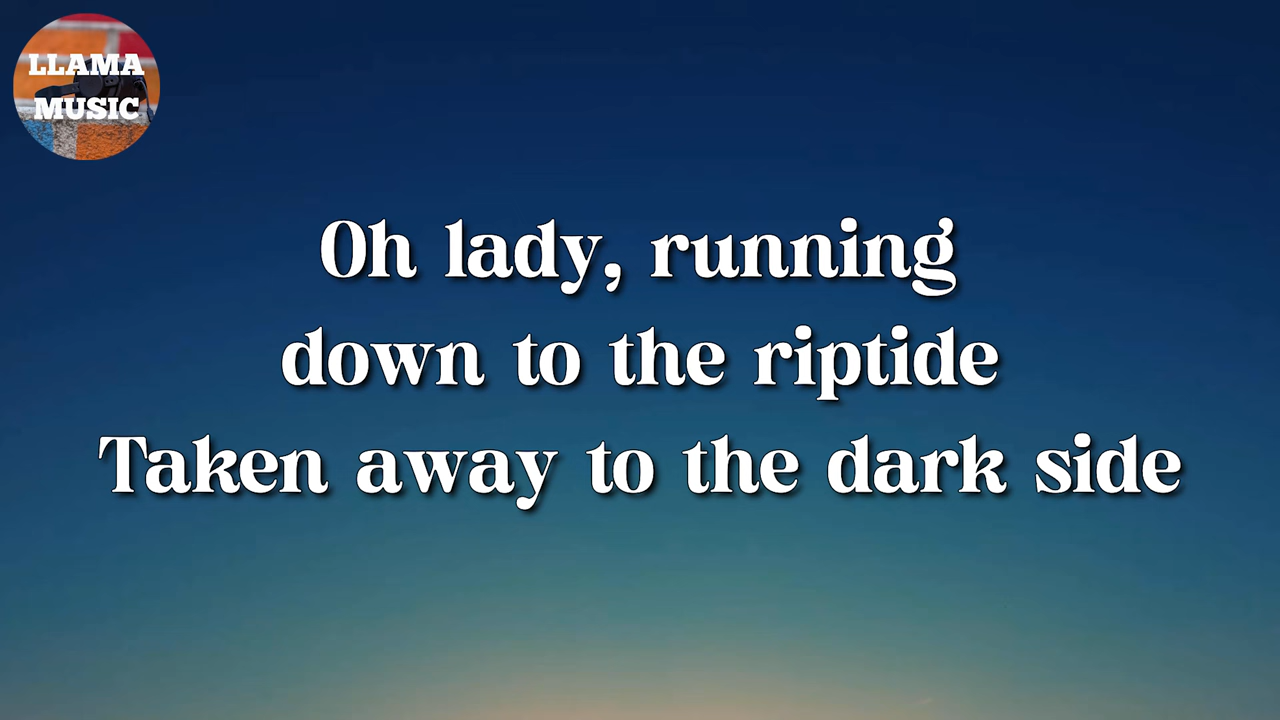 LLAMA
MUSIC
Oh lady, running
down to the riptide
Taken away to the dark side